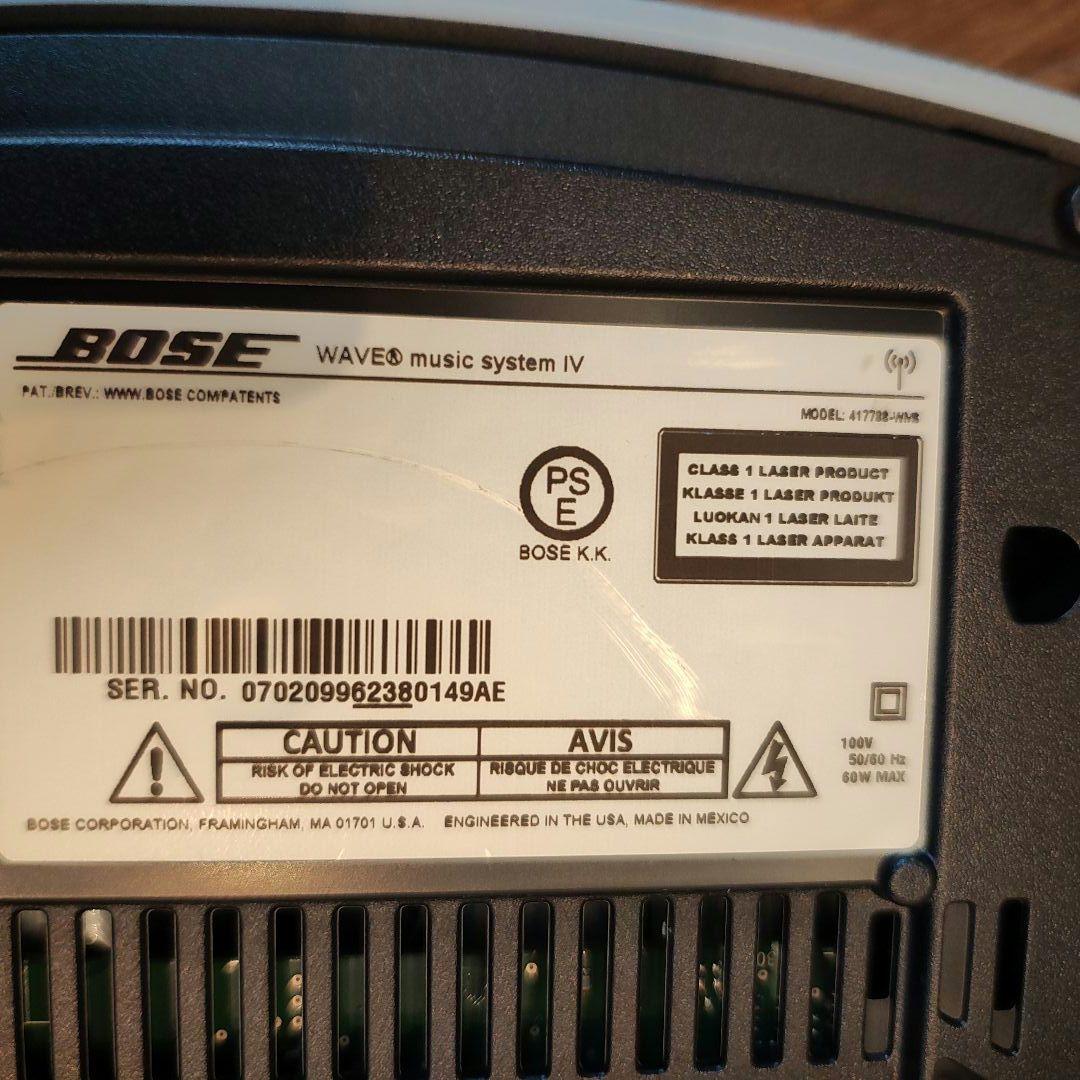 BOSE WAVE® music system IV
PAT./BREV.: WWW.BOSE.COM/PATENTS
MODEL: 417788-WMS
PS
E
BOSE K.K.
CLASS 1 LASER PRODUCT
KLASSE 1 LASER PRODUKT
LUOKAN 1 LASER LAITE
KLASS 1 LASER APPARAT
SER. NO. 070209962380149AE
CAUTION
RISK OF ELECTRIC SHOCK
DO NOT OPEN
AVIS
RISQUE DE CHOC ELECTRIQUE
NE PAS OUVRIR
100V
50/60 Hz
60W MAX
BOSE CORPORATION, FRAMINGHAM, MA 01701 U.S.A. ENGINEERED IN THE USA, MADE IN MEXICO